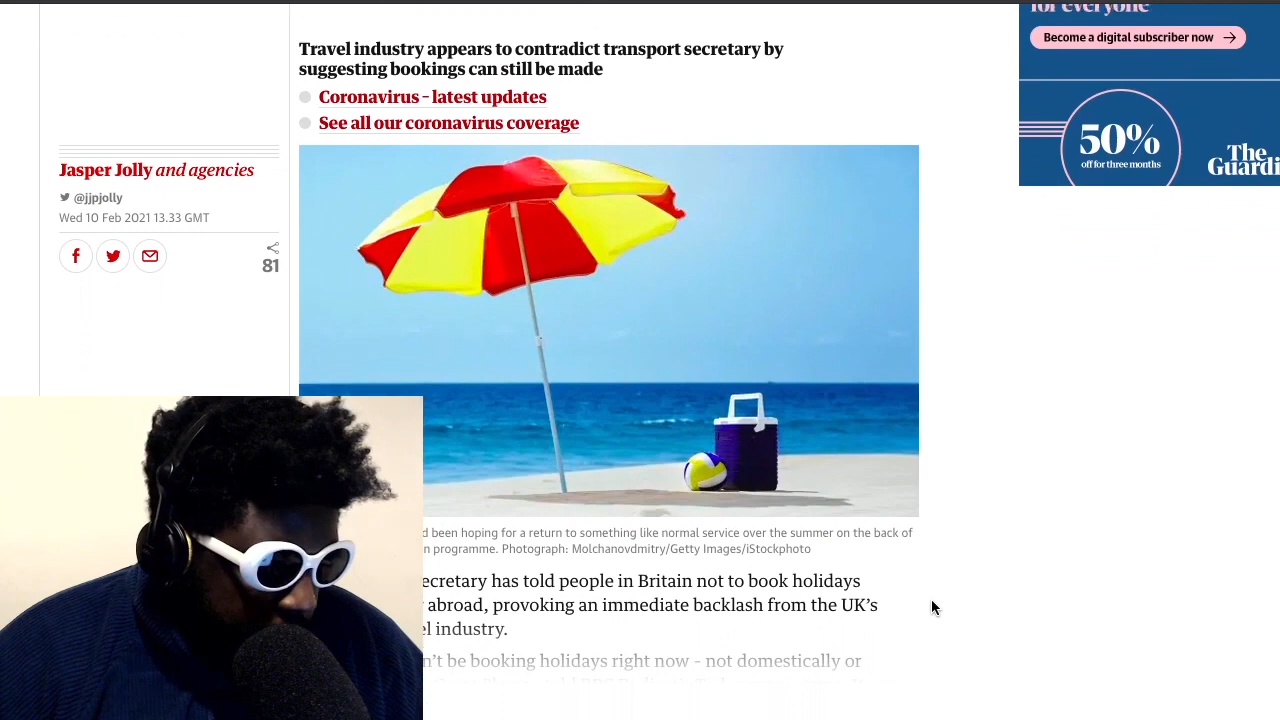 Travel industry appears to contradict transport secretary by
suggesting bookings can still be made
Coronavirus – latest updates
See all our coronavirus coverage
Jasper Jolly and agencies
@jjpjolly
Wed 10 Feb 2021 13.33 GMT
81
been hoping for a return to something like normal service over the summer on the back of
programme. Photograph: Molchanovdmitry/Getty Images/iStockphoto
has told people in Britain not to book holidays
abroad, provoking an immediate backlash from the UK’s
industry.
be booking holidays right now – not domestically or
for everyone
Become a digital subscriber now
50%
off for three months
The